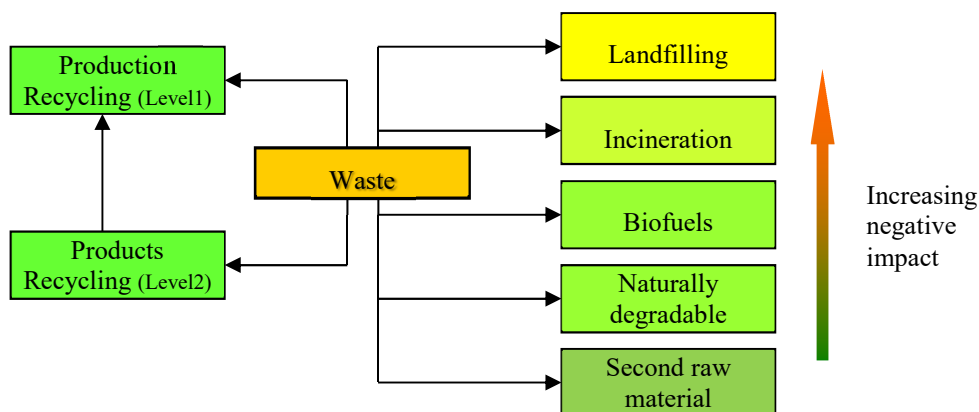 Production
Recycling (Level1)
Products
Recycling (Level2)
Waste
Landfilling
Incineration
Biofuels
Naturally
degradable
Second raw
material
Increasing
negative
impact